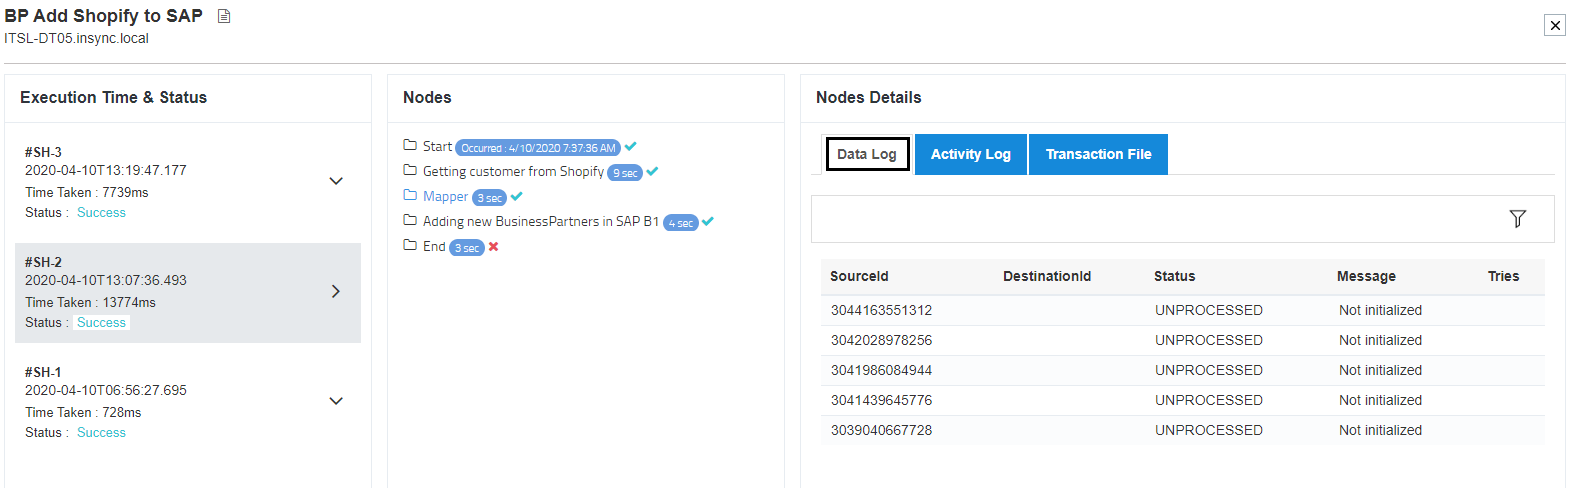 BP Add Shopify to SAP
ITSL-DT05.insync.local
Execution Time & Status
#SH-3
2020-04-10T13:19:47.177
Time Taken : 7739ms
Status : Success
#SH-2
2020-04-10T13:07:36.493
Time Taken : 13774ms
Status : Success
#SH-1
2020-04-10T06:56:27.695
Time Taken : 728ms
Status : Success
Nodes
Start Occurred : 4/10/2020 7:37:36 AM
Getting customer from Shopify 9 sec
Mapper 3 sec
Adding new BusinessPartners in SAP B1 4 sec
End 3 sec
Nodes Details
Data Log Activity Log Transaction File
SourceId DestinationId Status Message Tries
3044163551312 UNPROCESSED Not initialized
3042028978256 UNPROCESSED Not initialized
3041986084944 UNPROCESSED Not initialized
3041439645776 UNPROCESSED Not initialized
3039040667728 UNPROCESSED Not initialized